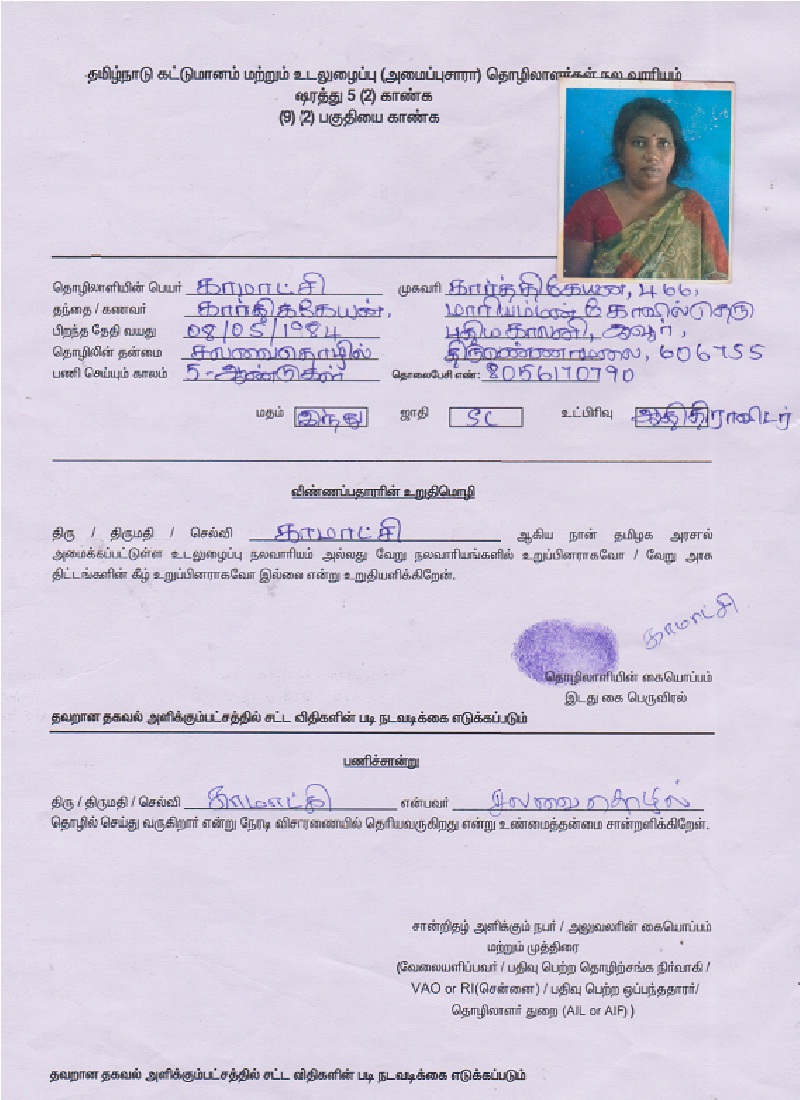 தமிழ்நாடு கட்டுமானம் மற்றும் உடலுழைப்பு (அமைப்புசாரா) தொழிலாளர்கள் நல வாரியம்
ஷரத்து 5 (2) காண்க
(9) (2) பகுதியை காண்க
தொழிலாளியின் பெயர் காமாட்சி
முகவரி கார்த்திகேயன், 466,
தந்தை / கணவர் கார்திககேயன்,
மாரியம்மன் கோவில்தெரு
பிறந்த தேதி வயது 08/05/1984
புதுமகாலனி, ஆவூர்,
தொழிலின் தன்மை சலவைதொழில்
திருவண்ணாமலை, 606755
பணி செய்யும் காலம் 5-ஆண்டுகள்
தொலைபேசி எண்: 8056170790
மதம் இந்து ஜாதி SC உட்பிரிவு ஆதிதிராவிடர்
விண்ணப்பதாரரின் உறுதிமொழி
திரு / திருமதி / செல்வி காமாட்சி ஆகிய நான் தமிழக அரசால்
அமைக்கப்பட்டுள்ள உடலுழைப்பு நலவாரியம் அல்லது வேறு நலவாரியங்களில் உறுப்பினராகவோ / வேறு அரசு
திட்டங்களின் கீழ் உறுப்பினராகவோ இல்லை என்று உறுதியளிக்கிறேன்.
காமாட்சி
தொழிலாளியின் கையொப்பம்
இடது கை பெருவிரல்
தவறான தகவல் அளிக்கும்பட்சத்தில் சட்ட விதிகளின் படி நடவடிக்கை எடுக்கப்படும்
பணிச்சான்று
திரு / திருமதி / செல்வி காமாட்சி என்பவர் சலவைதொழில்
தொழில் செய்து வருகிறார் என்று நேரடி விசாரணையில் தெரியவருகிறது என்று உண்மைத்தன்மை சான்றளிக்கிறேன்.
சான்றிதழ் அளிக்கும் நபர் / அலுவலரின் கையொப்பம்
மற்றும் முத்திரை
(வேலையளிப்பவர் / பதிவு பெற்ற தொழிற்சங்க நிர்வாகி /
VAO or RI(சென்னை) / பதிவு பெற்ற ஒப்பந்ததாரர்/
தொழிலாளர் துறை (AIL or AIF) )
தவறான தகவல் அளிக்கும்பட்சத்தில் சட்ட விதிகளின் படி நடவடிக்கை எடுக்கப்படும்